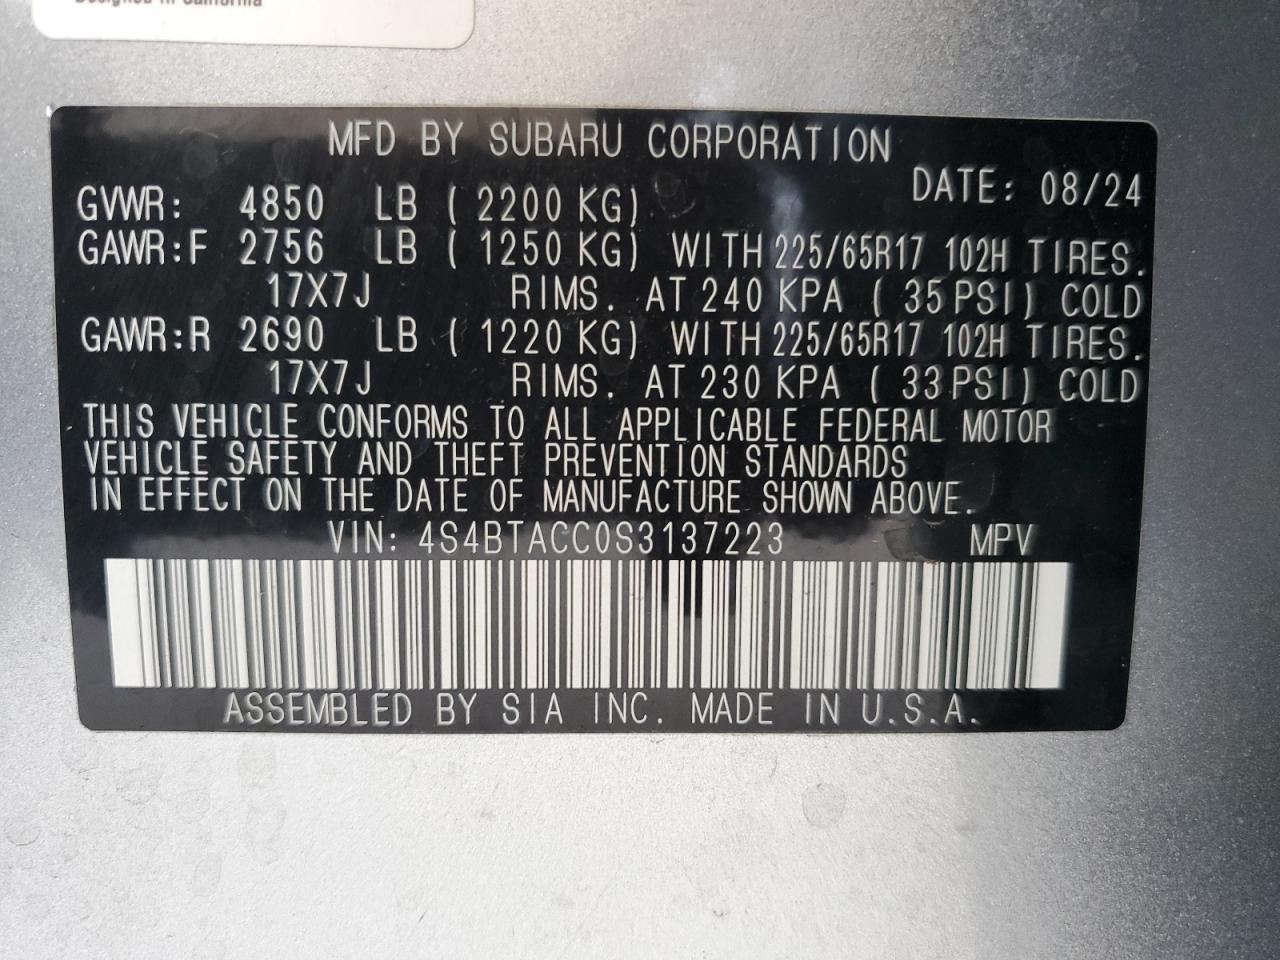 Designed in California
MFD BY SUBARU CORPORATION
DATE: 08/24
GVWR: 4850 LB ( 2200 KG)
GAWR:F 2756 LB ( 1250 KG) WITH 225/65R17 102H TIRES.
17X7J RIMS. AT 240 KPA ( 35 PSI) COLD
GAWR:R 2690 LB ( 1220 KG) WITH 225/65R17 102H TIRES.
17X7J RIMS. AT 230 KPA ( 33 PSI) COLD
THIS VEHICLE CONFORMS TO ALL APPLICABLE FEDERAL MOTOR
VEHICLE SAFETY AND THEFT PREVENTION STANDARDS
IN EFFECT ON THE DATE OF MANUFACTURE SHOWN ABOVE.
VIN: 4S4BTACC0S3137223 MPV
ASSEMBLED BY SIA INC. MADE IN U.S.A.